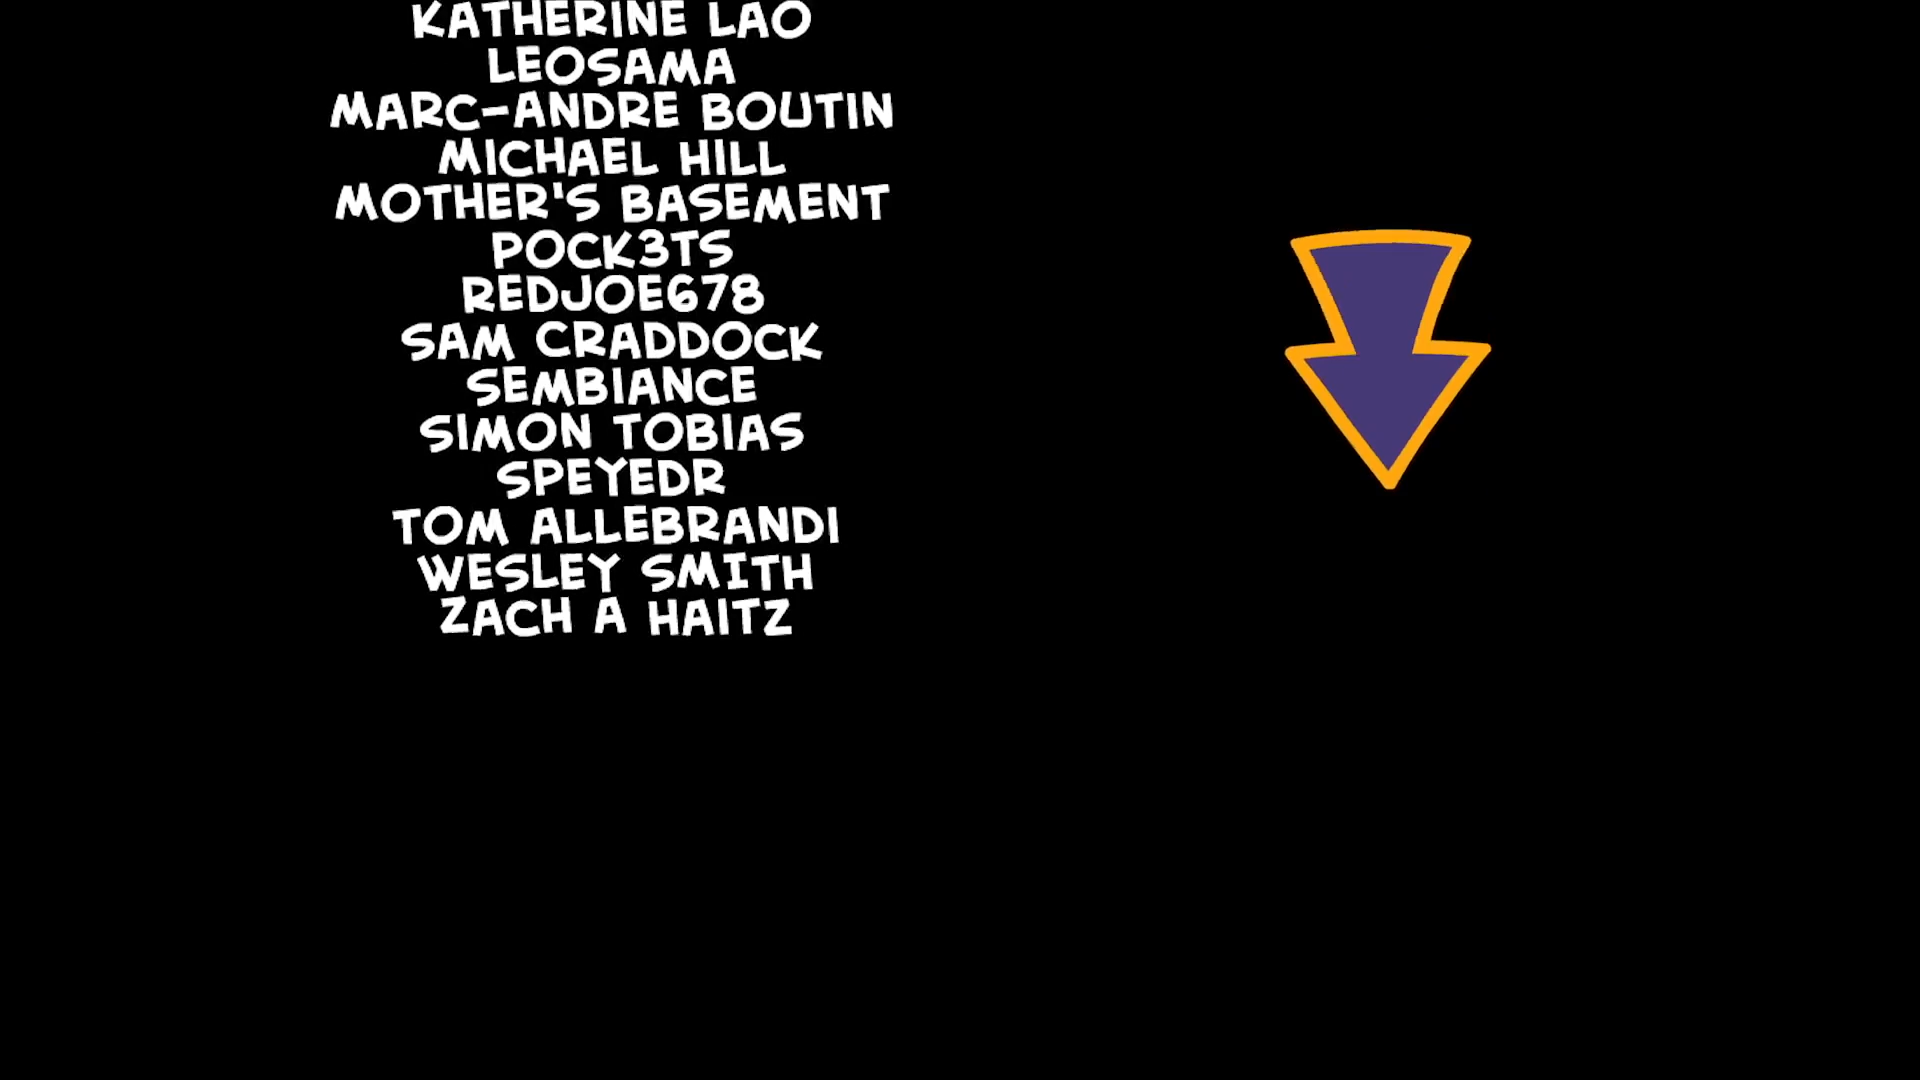 KATHERINE LAO
LEOSAMA
MARC-ANDRE BOUTIN
MICHAEL HILL
MOTHER'S BASEMENT
POCK3TS
REDJOE678
SAM CRADDOCK
SEMBIANCE
SIMON TOBIAS
SPEYEDR
TOM ALLEBRANDI
WESLEY SMITH
ZACH A HAITZ